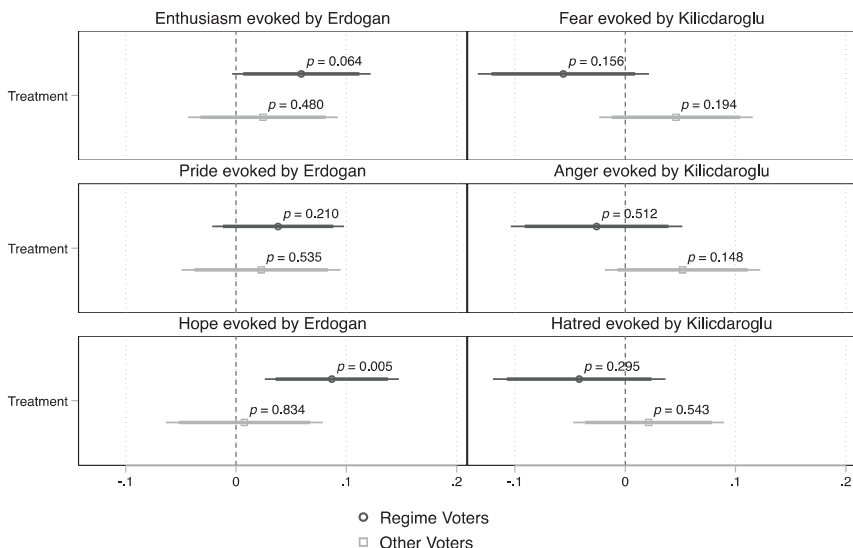 Enthusiasm evoked by Erdogan
Fear evoked by Kilicdaroglu
Treatment
p = 0.064
p = 0.480
p = 0.156
p = 0.194
Pride evoked by Erdogan
Anger evoked by Kilicdaroglu
Treatment
p = 0.210
p = 0.535
p = 0.512
p = 0.148
Hope evoked by Erdogan
Hatred evoked by Kilicdaroglu
Treatment
p = 0.005
p = 0.834
p = 0.295
p = 0.543
-.1 0 .1 .2 -.1 0 .1 .2
Regime Voters
Other Voters